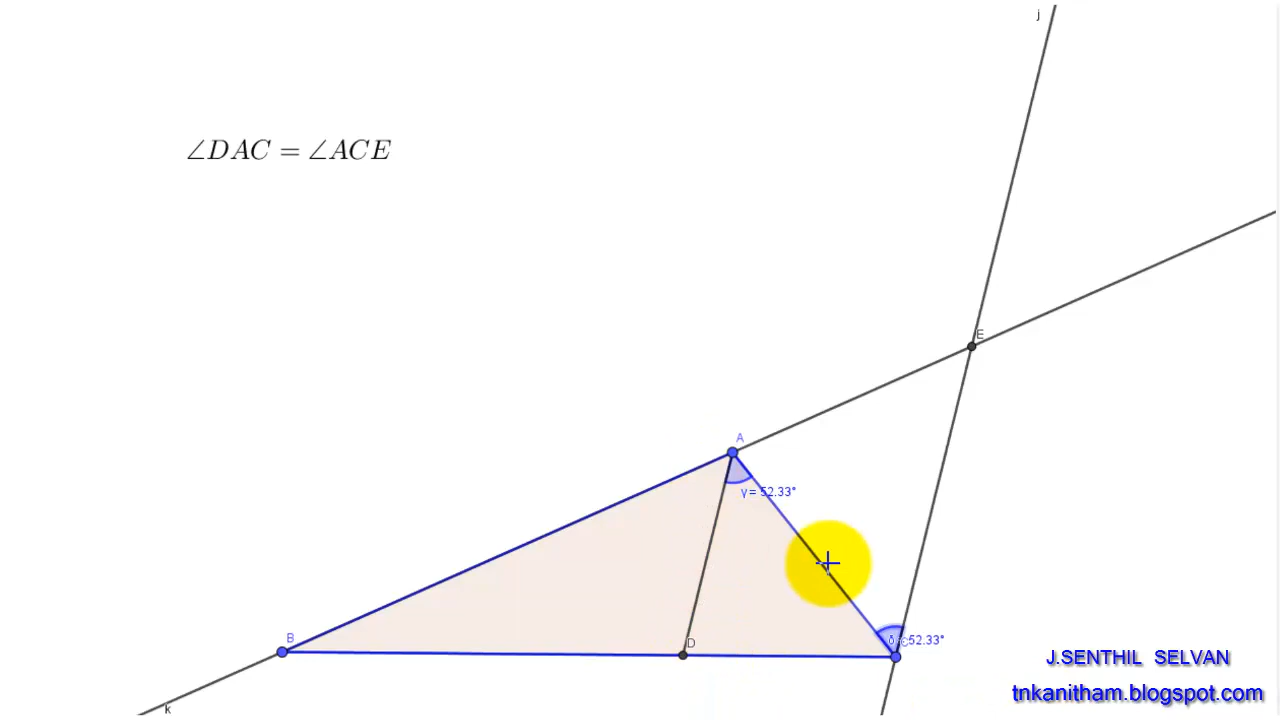 j
∠DAC = ∠ACE
E
A
γ = 52.33°
B
D
52.33°
J.SENTHIL SELVAN
tnkanitham.blogspot.com
k